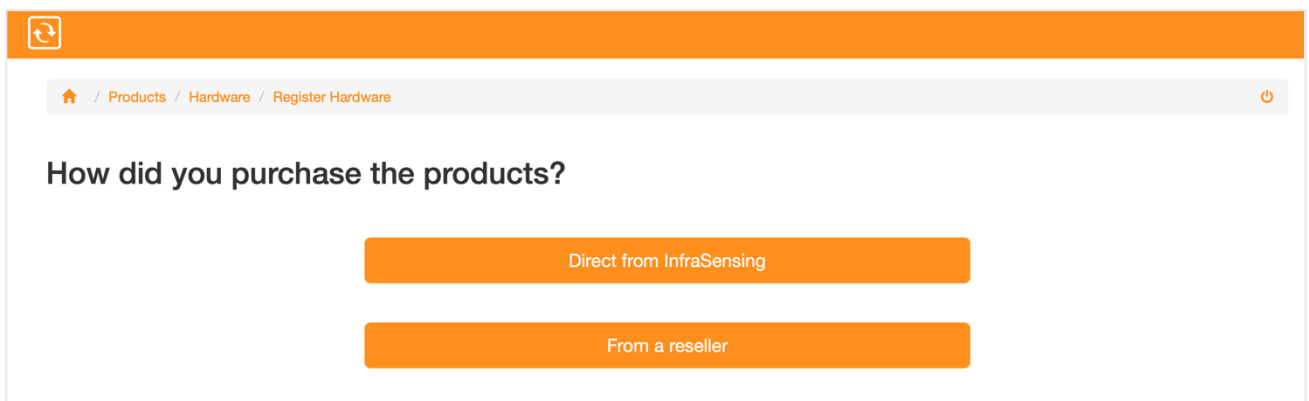 / Products / Hardware / Register Hardware
How did you purchase the products?
Direct from InfraSensing
From a reseller